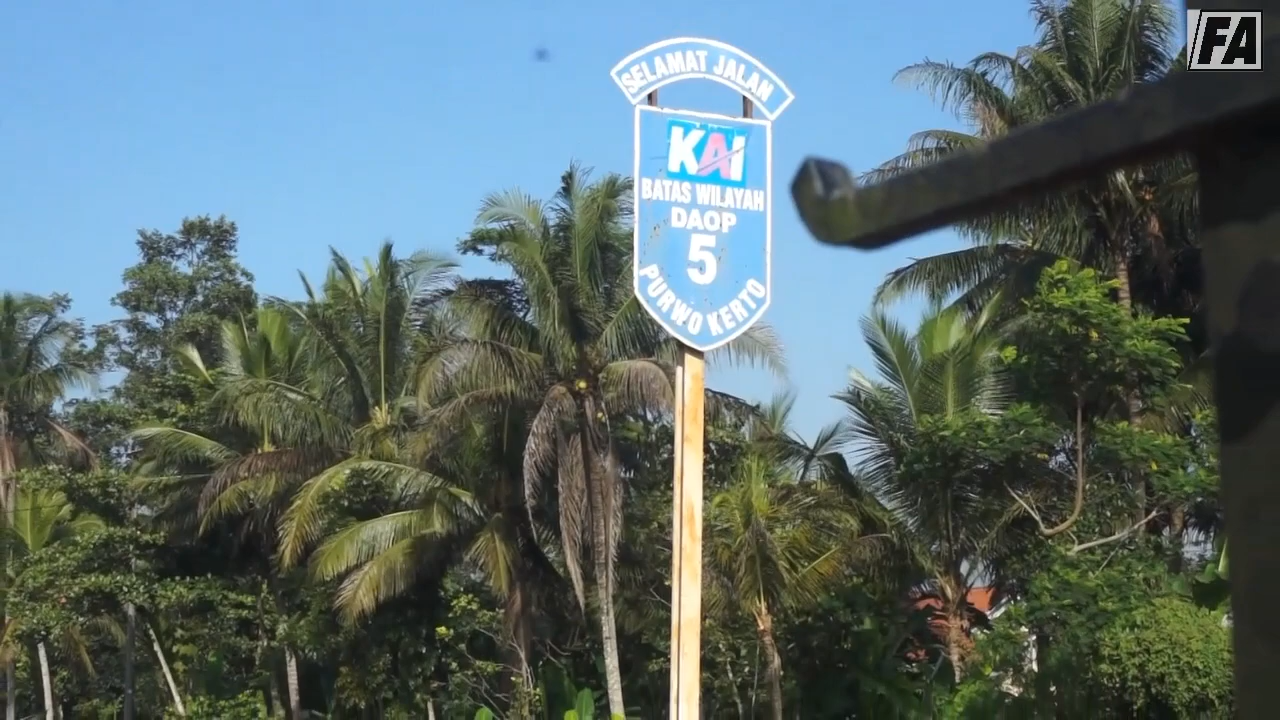 FA
SELAMAT JALAN
KAI
BATAS WILAYAH
DAOP
5
PURWO KERTO